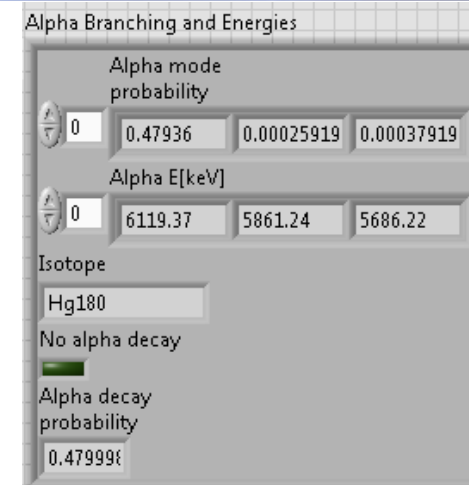 Alpha Branching and Energies
Alpha mode
probability
0 0.47936 0.00025919 0.00037919
Alpha E[keV]
0 6119.37 5861.24 5686.22
Isotope
Hg180
No alpha decay
Alpha decay
probability
0.479998